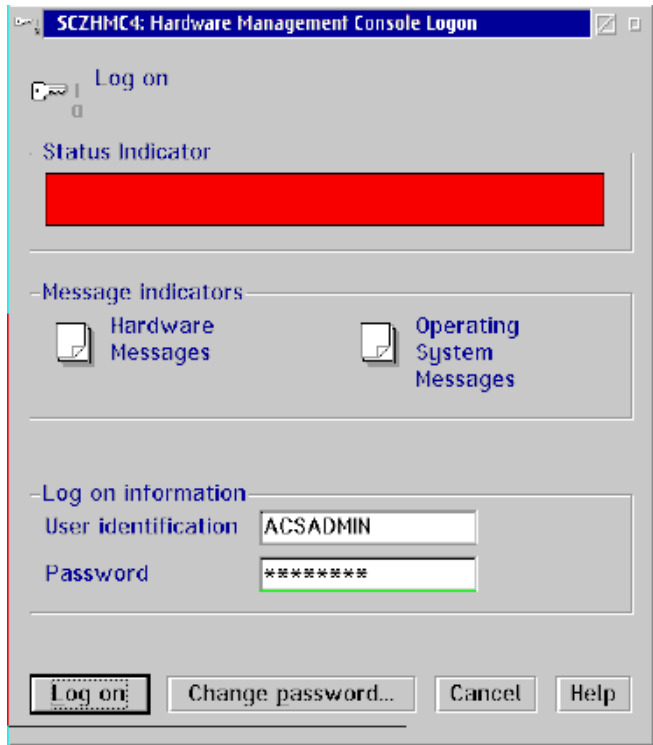 SCZHMC4: Hardware Management Console Logon
Log on
Status Indicator
Message indicators
Hardware
Messages
Operating
System
Messages
Log on information
User identification
ACSADMIN
Password
********
Log on
Change password...
Cancel
Help